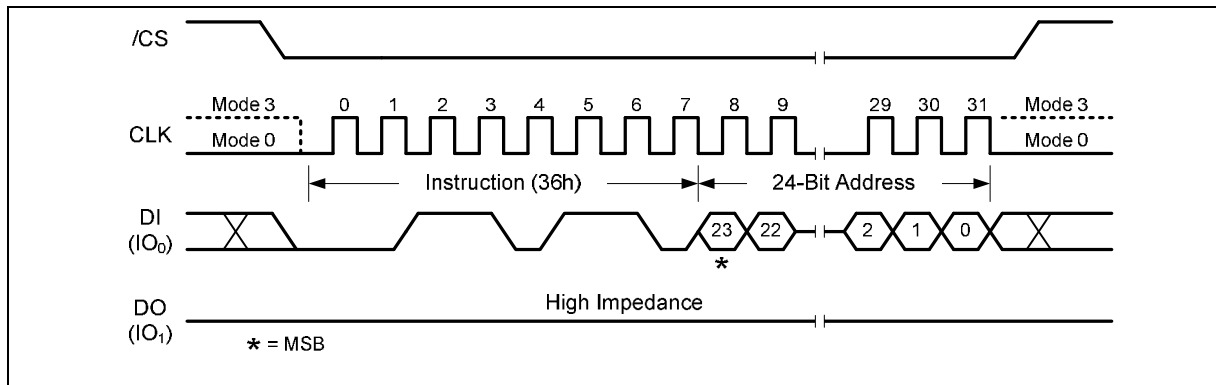 /CS
Mode 3 0 1 2 3 4 5 6 7 8 9 29 30 31 Mode 3
CLK Mode 0 Mode 0
Instruction (36h) 24-Bit Address
DI
(IO₀)
23 22 2 1 0
*
High Impedance
DO
(IO₁)
* = MSB